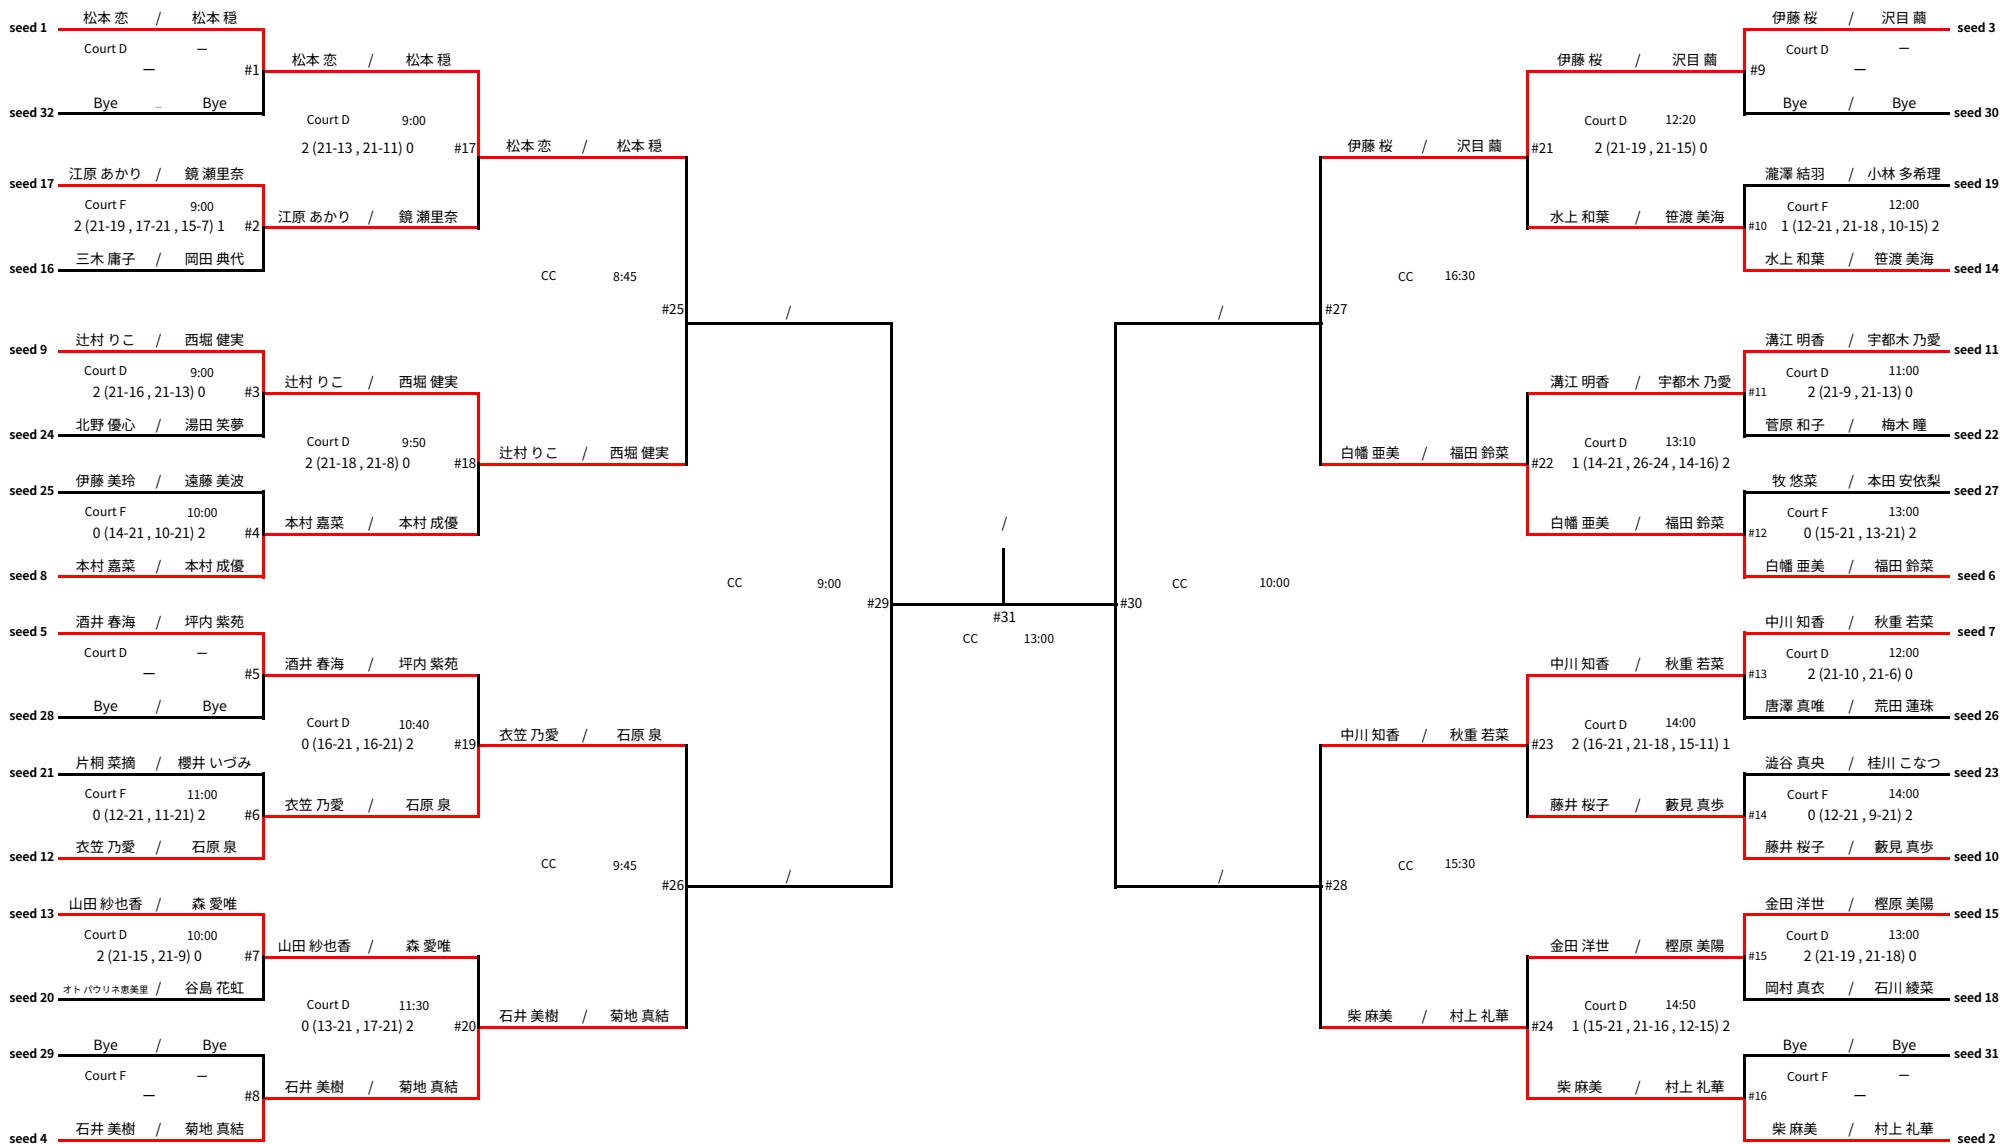 seed 1 松本 恋 / 松本 穏
Court D —
— #1
seed 32 Bye _ Bye
seed 17 江原 あかり / 鏡 瀬里奈
Court F 9:00
2 (21-19 , 17-21 , 15-7) 1 #2
seed 16 三木 庸子 / 岡田 典代
seed 9 辻村 りこ / 西堀 健実
Court D 9:00
2 (21-16 , 21-13) 0 #3
seed 24 北野 優心 / 湯田 笑夢
seed 25 伊藤 美玲 / 遠藤 美波
Court F 10:00
0 (14-21 , 10-21) 2 #4
seed 8 本村 嘉菜 / 本村 成優
seed 5 酒井 春海 / 坪内 紫苑
Court D —
— #5
seed 28 Bye / Bye
seed 21 片桐 菜摘 / 櫻井 いづみ
Court F 11:00
0 (12-21 , 11-21) 2 #6
seed 12 衣笠 乃愛 / 石原 泉
seed 13 山田 紗也香 / 森 愛唯
Court D 10:00
2 (21-15 , 21-9) 0 #7
seed 20 オト パウリネ恵美里 / 谷島 花虹
seed 29 Bye / Bye
Court F —
— #8
seed 4 石井 美樹 / 菊地 真結
松本 恋 / 松本 穏
Court D 9:00
2 (21-13 , 21-11) 0 #17
江原 あかり / 鏡 瀬里奈
辻村 りこ / 西堀 健実
Court D 9:50
2 (21-18 , 21-8) 0 #18
本村 嘉菜 / 本村 成優
酒井 春海 / 坪内 紫苑
Court D 10:40
0 (16-21 , 16-21) 2 #19
衣笠 乃愛 / 石原 泉
山田 紗也香 / 森 愛唯
Court D 11:30
0 (13-21 , 17-21) 2 #20
石井 美樹 / 菊地 真結
松本 恋 / 松本 穏
CC 8:45
#25
辻村 りこ / 西堀 健実
衣笠 乃愛 / 石原 泉
CC 9:45
#26
石井 美樹 / 菊地 真結
/
CC 9:00
#29
/
/
#31
CC 13:00
/
CC 10:00
#30
/
伊藤 桜 / 沢目 繭
CC 16:30
#27
白幡 亜美 / 福田 鈴菜
中川 知香 / 秋重 若菜
CC 15:30
#28
柴 麻美 / 村上 礼華
伊藤 桜 / 沢目 繭
Court D 12:20
#21 2 (21-19 , 21-15) 0
水上 和葉 / 笹渡 美海
溝江 明香 / 宇都木 乃愛
Court D 13:10
#22 1 (14-21 , 26-24 , 14-16) 2
白幡 亜美 / 福田 鈴菜
中川 知香 / 秋重 若菜
Court D 14:00
#23 2 (16-21 , 21-18 , 15-11) 1
藤井 桜子 / 藪見 真歩
金田 洋世 / 樫原 美陽
Court D 14:50
#24 1 (15-21 , 21-16 , 12-15) 2
柴 麻美 / 村上 礼華
伊藤 桜 / 沢目 繭 seed 3
Court D —
#9 —
Bye / Bye seed 30
瀧澤 結羽 / 小林 多希理 seed 19
Court F 12:00
#10 1 (12-21 , 21-18 , 10-15) 2
水上 和葉 / 笹渡 美海 seed 14
溝江 明香 / 宇都木 乃愛 seed 11
Court D 11:00
#11 2 (21-9 , 21-13) 0
菅原 和子 / 梅木 瞳 seed 22
牧 悠菜 / 本田 安依梨 seed 27
Court F 13:00
#12 0 (15-21 , 13-21) 2
白幡 亜美 / 福田 鈴菜 seed 6
中川 知香 / 秋重 若菜 seed 7
Court D 12:00
#13 2 (21-10 , 21-6) 0
唐澤 真唯 / 荒田 蓮珠 seed 26
澁谷 真央 / 桂川 こなつ seed 23
Court F 14:00
#14 0 (12-21 , 9-21) 2
藤井 桜子 / 藪見 真歩 seed 10
金田 洋世 / 樫原 美陽 seed 15
Court D 13:00
#15 2 (21-19 , 21-18) 0
岡村 真衣 / 石川 綾菜 seed 18
Bye / Bye seed 31
Court F —
#16 —
柴 麻美 / 村上 礼華 seed 2